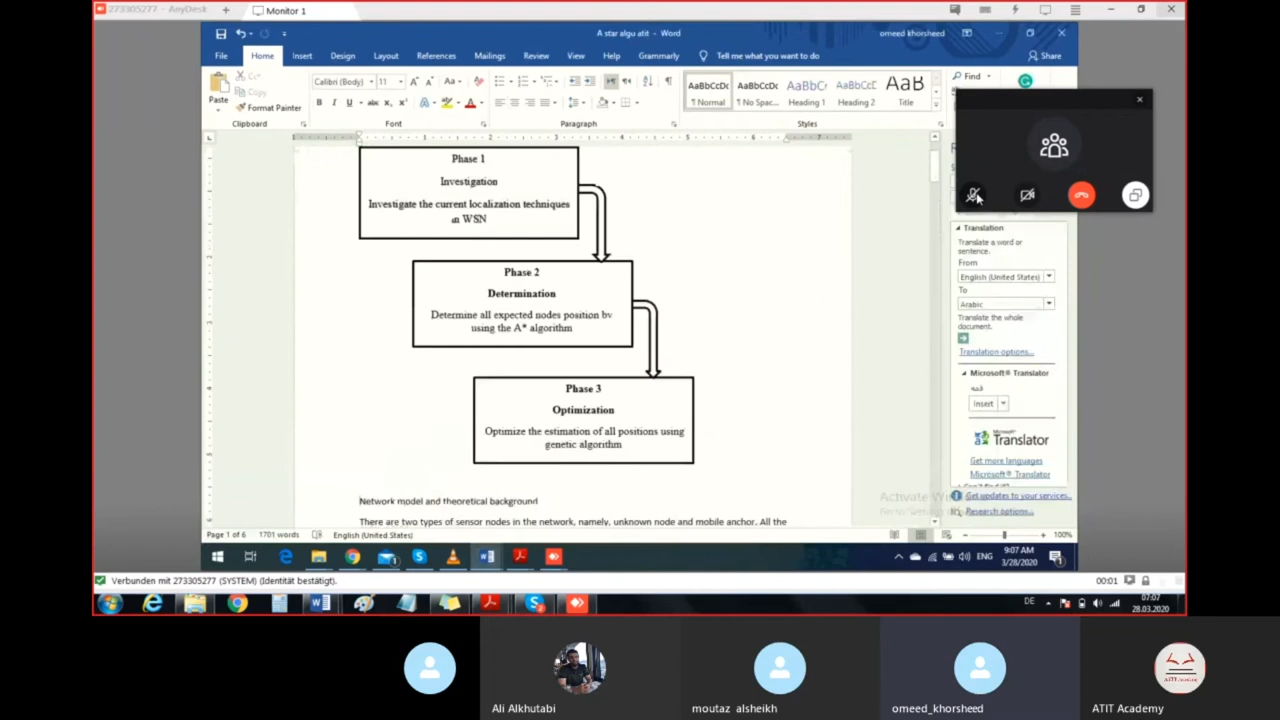 273305277 - AnyDesk
Monitor 1
A star algu atit - Word
omeed khorsheed
File Home Insert Design Layout References Mailings Review View Help Grammarly Tell me what you want to do Share
Paste
Cut
Copy
Format Painter
Clipboard
Calibri (Body) 11
Font
Paragraph
AaBbCcDc AaBbCcDc AaBbCc AaBbCcC AaB
¶ Normal ¶ No Spac... Heading 1 Heading 2 Title
Styles
Find
Phase 1
Investigation
Investigate the current localization techniques
in WSN
Phase 2
Determination
Determine all expected nodes position by
using the A* algorithm
Phase 3
Optimization
Optimize the estimation of all positions using
genetic algorithm
Network model and theoretical background
There are two types of sensor nodes in the network, namely, unknown node and mobile anchor. All the
Translation
Translate a word or
sentence.
From
English (United States)
To
Arabic
Translate the whole
document.
Translation options...
Microsoft® Translator
قمه
Insert
Microsoft®
Translator
Get more languages
Microsoft® Translator
Get updates to your services...
Research options...
Page 1 of 6 1701 words English (United States) 100%
ENG
9:07 AM
3/28/2020
Verbunden mit 273305277 (SYSTEM) (Identität bestätigt).
00:01
DE
07:07
28.03.2020
Ali Alkhutabi
moutaz alsheikh
omeed_khorsheed
ATIT Academy